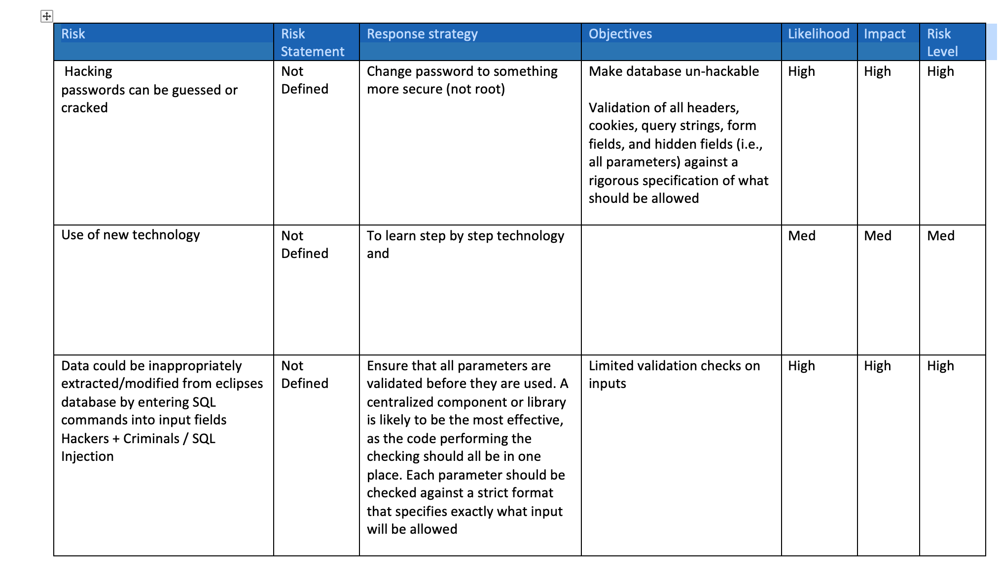 Risk
Risk
Statement
Response strategy
Objectives
Likelihood
Impact
Risk
Level
Hacking
passwords can be guessed or
cracked
Not
Defined
Change password to something
more secure (not root)
Make database un-hackable
Validation of all headers,
cookies, query strings, form
fields, and hidden fields (i.e.,
all parameters) against a
rigorous specification of what
should be allowed
High
High
High
Use of new technology
Not
Defined
To learn step by step technology
and
Med
Med
Med
Data could be inappropriately
extracted/modified from eclipses
database by entering SQL
commands into input fields
Hackers + Criminals / SQL
Injection
Not
Defined
Ensure that all parameters are
validated before they are used. A
centralized component or library
is likely to be the most effective,
as the code performing the
checking should all be in one
place. Each parameter should be
checked against a strict format
that specifies exactly what input
will be allowed
Limited validation checks on
inputs
High
High
High